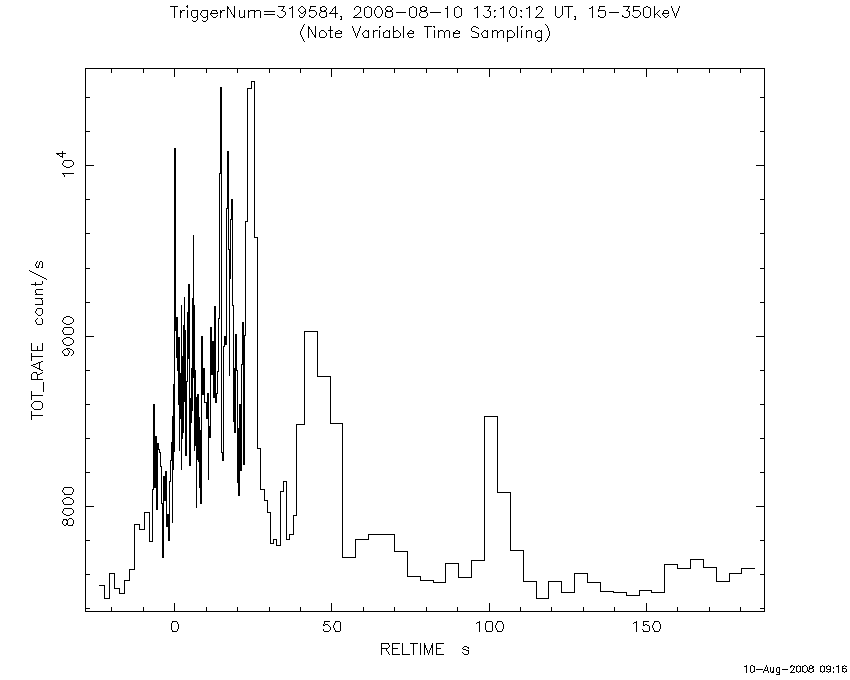 TriggerNum=319584, 2008-08-10 13:10:12 UT, 15-350keV
(Note Variable Time Sampling)
10^4
9000
8000
TOT_RATE count/s
0 50 100 150
RELTIME s
10-Aug-2008 09:16